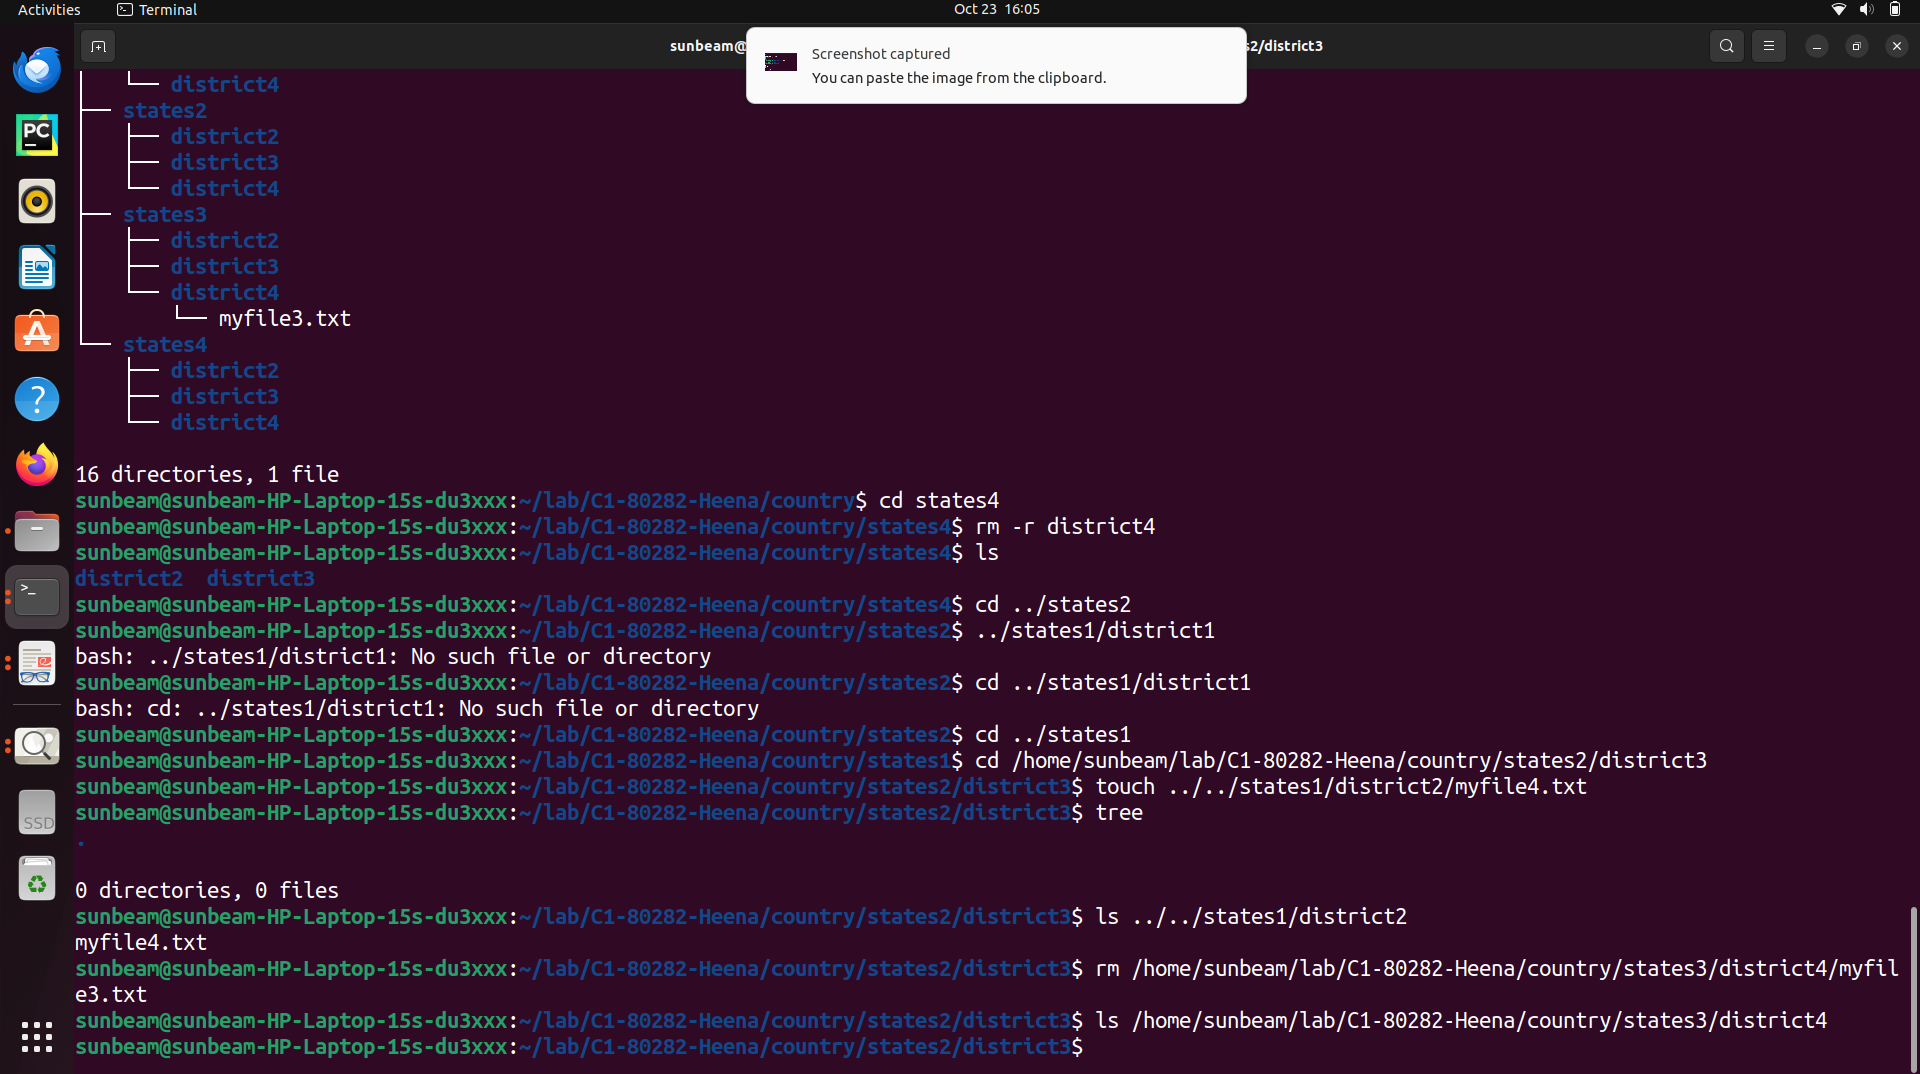 Activities Terminal Oct 23 16:05
sunbeam@ s2/district3
Screenshot captured
You can paste the image from the clipboard.
└── district4
├── states2
├── district2
├── district3
└── district4
├── states3
├── district2
├── district3
└── district4
└── myfile3.txt
└── states4
├── district2
├── district3
└── district4
16 directories, 1 file
sunbeam@sunbeam-HP-Laptop-15s-du3xxx:~/lab/C1-80282-Heena/country$ cd states4
sunbeam@sunbeam-HP-Laptop-15s-du3xxx:~/lab/C1-80282-Heena/country/states4$ rm -r district4
sunbeam@sunbeam-HP-Laptop-15s-du3xxx:~/lab/C1-80282-Heena/country/states4$ ls
district2 district3
sunbeam@sunbeam-HP-Laptop-15s-du3xxx:~/lab/C1-80282-Heena/country/states4$ cd ../states2
sunbeam@sunbeam-HP-Laptop-15s-du3xxx:~/lab/C1-80282-Heena/country/states2$ ../states1/district1
bash: ../states1/district1: No such file or directory
sunbeam@sunbeam-HP-Laptop-15s-du3xxx:~/lab/C1-80282-Heena/country/states2$ cd ../states1/district1
bash: cd: ../states1/district1: No such file or directory
sunbeam@sunbeam-HP-Laptop-15s-du3xxx:~/lab/C1-80282-Heena/country/states2$ cd ../states1
sunbeam@sunbeam-HP-Laptop-15s-du3xxx:~/lab/C1-80282-Heena/country/states1$ cd /home/sunbeam/lab/C1-80282-Heena/country/states2/district3
sunbeam@sunbeam-HP-Laptop-15s-du3xxx:~/lab/C1-80282-Heena/country/states2/district3$ touch ../../states1/district2/myfile4.txt
sunbeam@sunbeam-HP-Laptop-15s-du3xxx:~/lab/C1-80282-Heena/country/states2/district3$ tree
.
0 directories, 0 files
sunbeam@sunbeam-HP-Laptop-15s-du3xxx:~/lab/C1-80282-Heena/country/states2/district3$ ls ../../states1/district2
myfile4.txt
sunbeam@sunbeam-HP-Laptop-15s-du3xxx:~/lab/C1-80282-Heena/country/states2/district3$ rm /home/sunbeam/lab/C1-80282-Heena/country/states3/district4/myfil
e3.txt
sunbeam@sunbeam-HP-Laptop-15s-du3xxx:~/lab/C1-80282-Heena/country/states2/district3$ ls /home/sunbeam/lab/C1-80282-Heena/country/states3/district4
sunbeam@sunbeam-HP-Laptop-15s-du3xxx:~/lab/C1-80282-Heena/country/states2/district3$
PC
?
>_
SSD